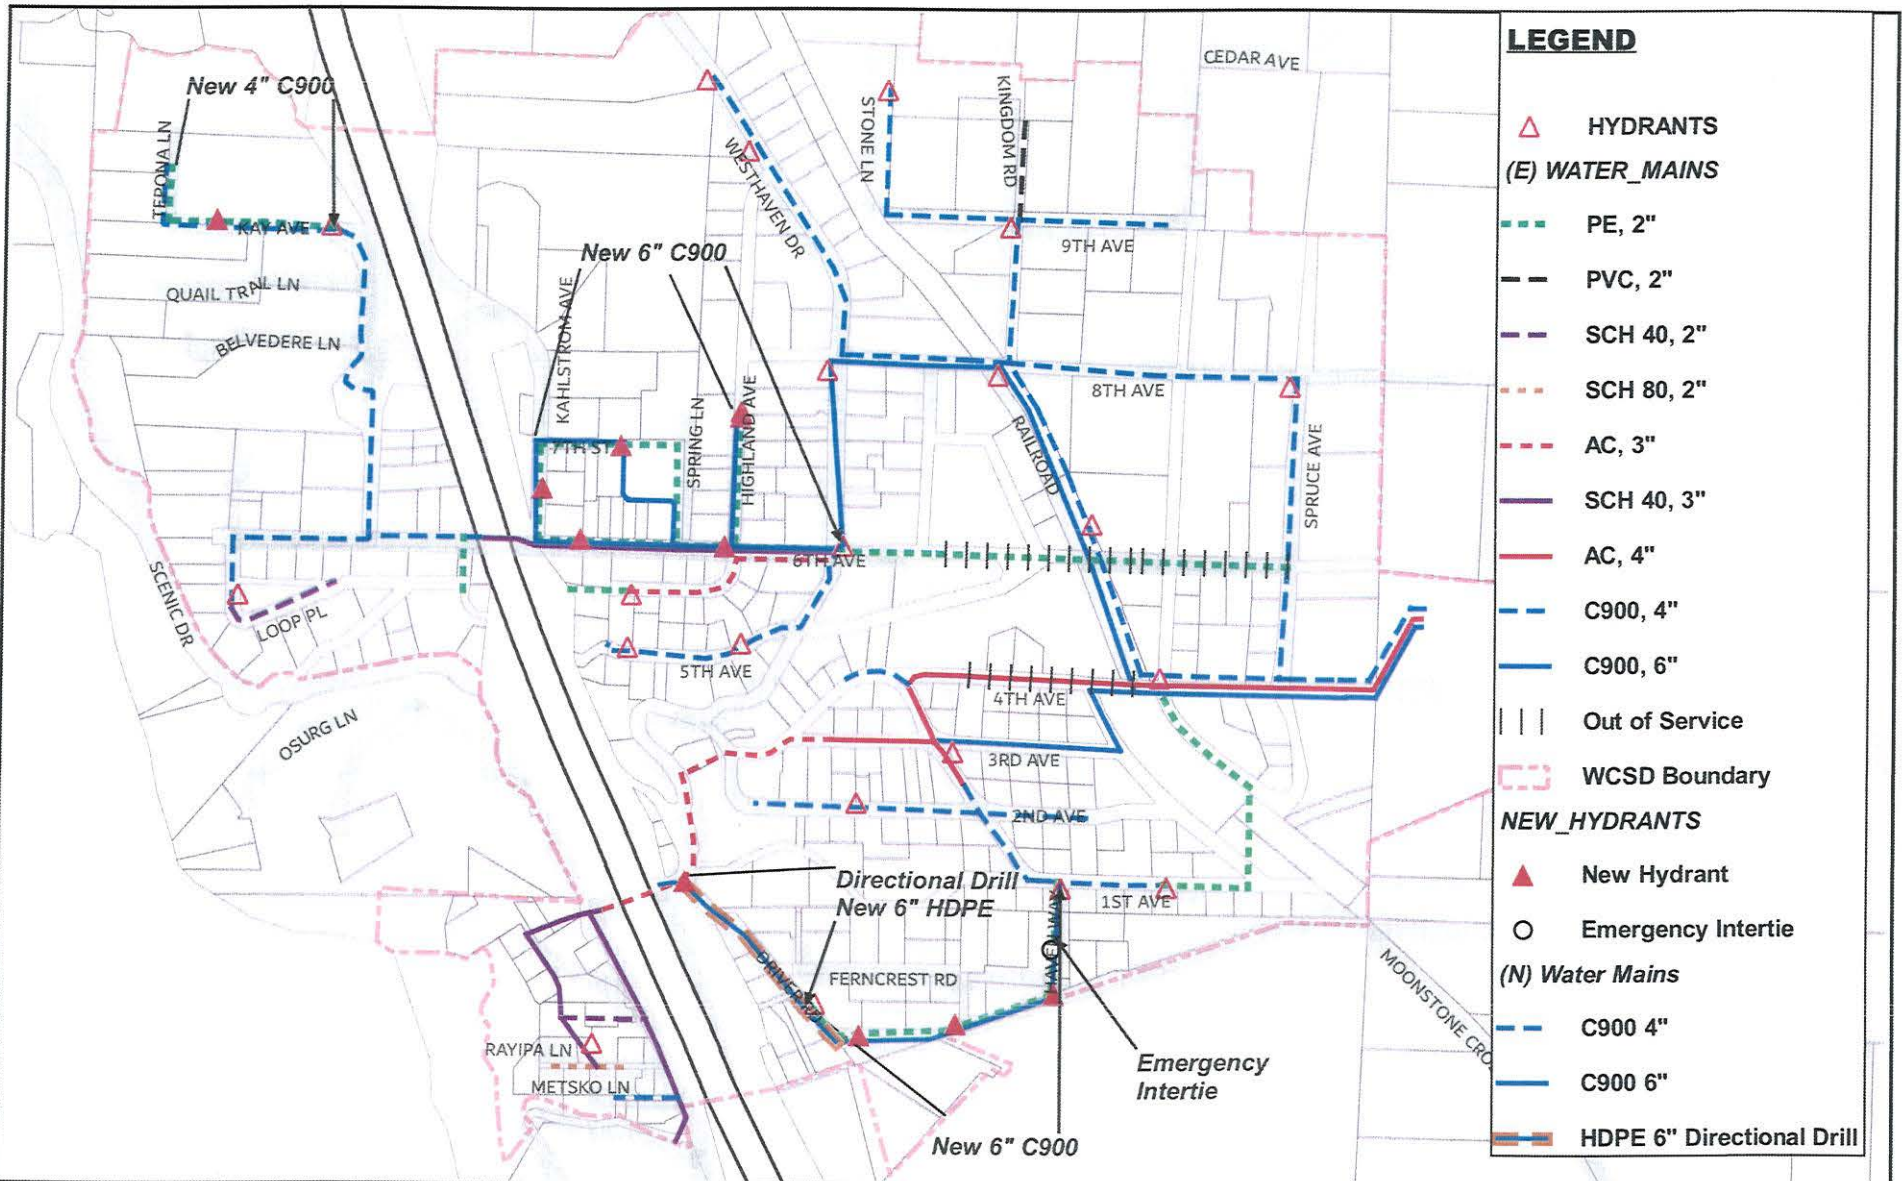 New 4" C900
TEPONA LN
KAY AVE
QUAIL TRAIL LN
BELVEDERE LN
SCENIC DR
LOOP PL
OSURG LN
New 6" C900
KAHLSTROM AVE
7TH ST
SPRING LN
HIGHLAND AVE
WESTHAVEN DR
STONE LN
KINGDOM RD
CEDAR AVE
9TH AVE
8TH AVE
RAILROAD
SPRUCE AVE
6TH AVE
5TH AVE
4TH AVE
3RD AVE
2ND AVE
1ST AVE
Directional Drill
New 6" HDPE
FERNCREST RD
RAYIPA LN
METSKO LN
Emergency
Intertie
New 6" C900
LEGEND
HYDRANTS
(E) WATER_MAINS
PE, 2"
PVC, 2"
SCH 40, 2"
SCH 80, 2"
AC, 3"
SCH 40, 3"
AC, 4"
C900, 4"
C900, 6"
Out of Service
WCSD Boundary
NEW_HYDRANTS
New Hydrant
Emergency Intertie
(N) Water Mains
C900 4"
C900 6"
HDPE 6" Directional Drill
MOONSTONE